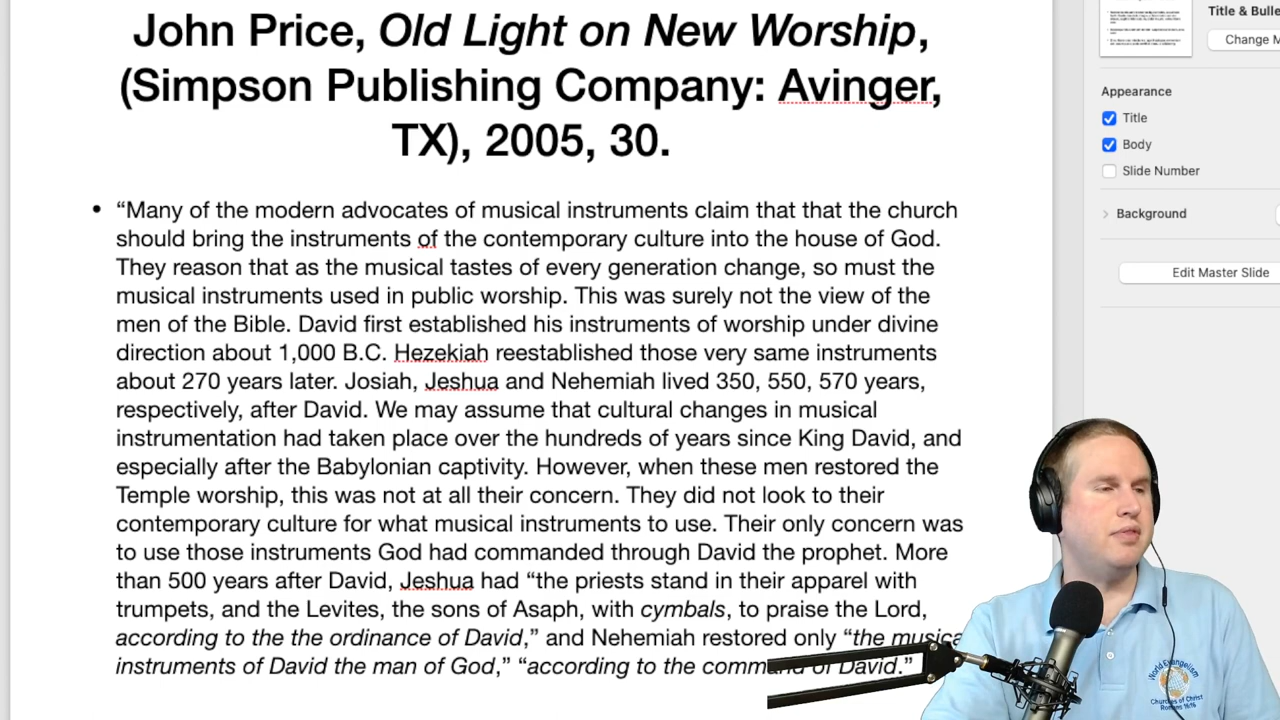 John Price, Old Light on New Worship,
(Simpson Publishing Company: Avinger,
TX), 2005, 30.
• “Many of the modern advocates of musical instruments claim that that the church
should bring the instruments of the contemporary culture into the house of God.
They reason that as the musical tastes of every generation change, so must the
musical instruments used in public worship. This was surely not the view of the
men of the Bible. David first established his instruments of worship under divine
direction about 1,000 B.C. Hezekiah reestablished those very same instruments
about 270 years later. Josiah, Jeshua and Nehemiah lived 350, 550, 570 years,
respectively, after David. We may assume that cultural changes in musical
instrumentation had taken place over the hundreds of years since King David, and
especially after the Babylonian captivity. However, when these men restored the
Temple worship, this was not at all their concern. They did not look to their
contemporary culture for what musical instruments to use. Their only concern was
to use those instruments God had commanded through David the prophet. More
than 500 years after David, Jeshua had “the priests stand in their apparel with
trumpets, and the Levites, the sons of Asaph, with cymbals, to praise the Lord,
according to the the ordinance of David,” and Nehemiah restored only “the musica
instruments of David the man of God,” “according to the command of David.”
Title & Bulle
Change M
Appearance
Title
Body
Slide Number
Background
Edit Master Slide
World Evangelism
Churches of Christ
Romans 16:16